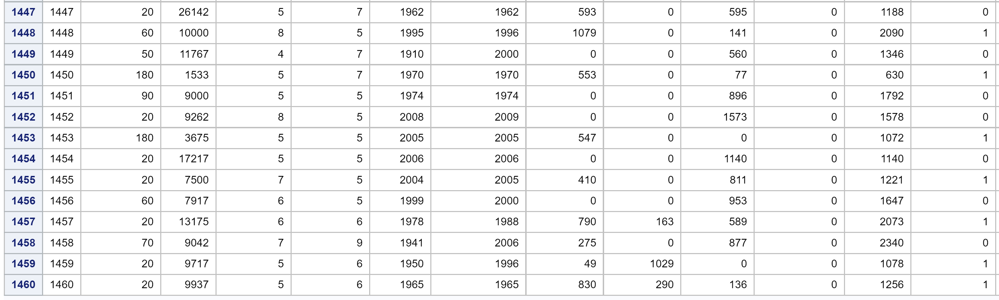 1447 1447 20 26142 5 7 1962 1962 593 0 595 0 1188 0
1448 1448 60 10000 8 5 1995 1996 1079 0 141 0 2090 1
1449 1449 50 11767 4 7 1910 2000 0 0 560 0 1346 0
1450 1450 180 1533 5 7 1970 1970 553 0 77 0 630 1
1451 1451 90 9000 5 5 1974 1974 0 0 896 0 1792 0
1452 1452 20 9262 8 5 2008 2009 0 0 1573 0 1578 0
1453 1453 180 3675 5 5 2005 2005 547 0 0 0 1072 1
1454 1454 20 17217 5 5 2006 2006 0 0 1140 0 1140 0
1455 1455 20 7500 7 5 2004 2005 410 0 811 0 1221 1
1456 1456 60 7917 6 5 1999 2000 0 0 953 0 1647 0
1457 1457 20 13175 6 6 1978 1988 790 163 589 0 2073 1
1458 1458 70 9042 7 9 1941 2006 275 0 877 0 2340 0
1459 1459 20 9717 5 6 1950 1996 49 1029 0 0 1078 1
1460 1460 20 9937 5 6 1965 1965 830 290 136 0 1256 1